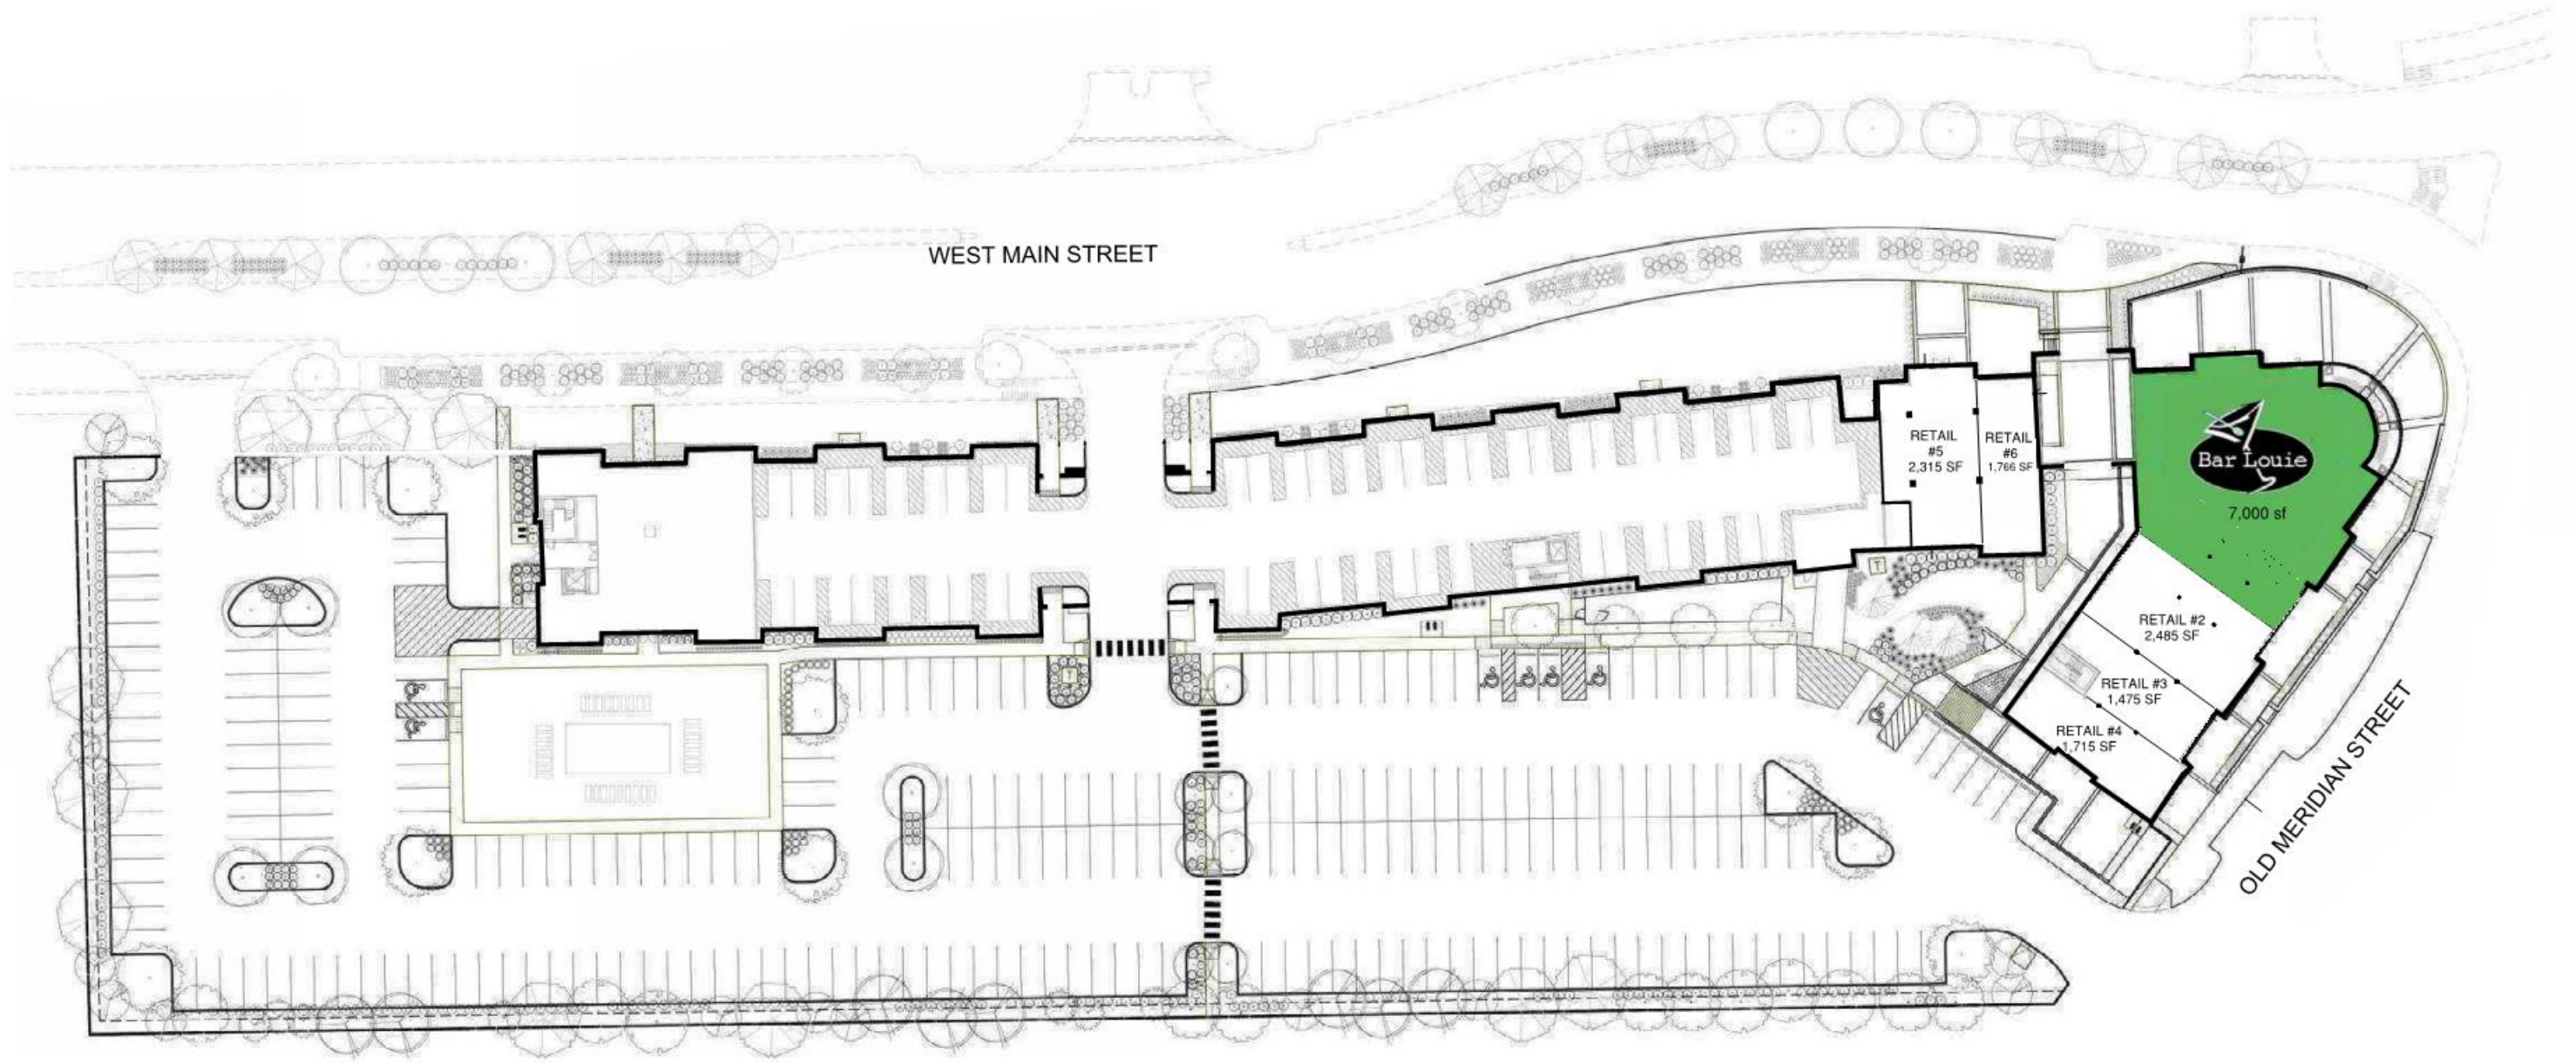 WEST MAIN STREET
RETAIL
#5
2,315 SF
RETAIL
#6
1,766 SF
Bar Louie
7,000 sf
RETAIL #2
2,485 SF
RETAIL #3
1,475 SF
RETAIL #4
1,715 SF
OLD MERIDIAN STREET